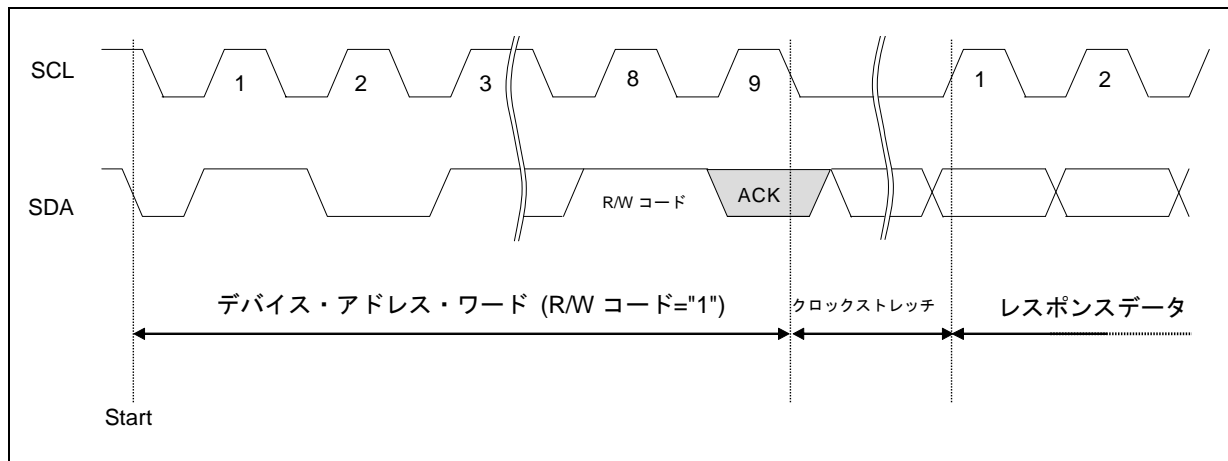 SCL
1 2 3 8 9 1 2
SDA
R/W コード
ACK
デバイス・アドレス・ワード (R/W コード="1")
クロックストレッチ
レスポンスデータ
Start